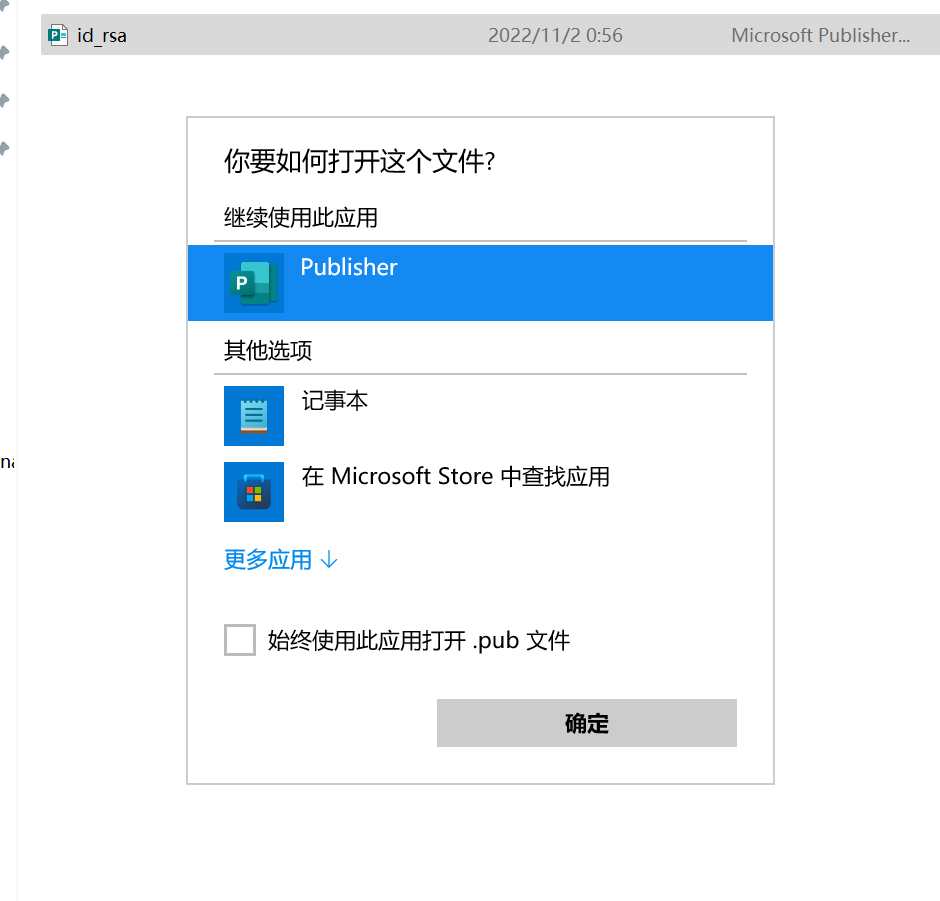 id_rsa 2022/11/2 0:56 Microsoft Publisher...
你要如何打开这个文件?
继续使用此应用
Publisher
其他选项
记事本
在 Microsoft Store 中查找应用
更多应用 ↓
始终使用此应用打开 .pub 文件
确定